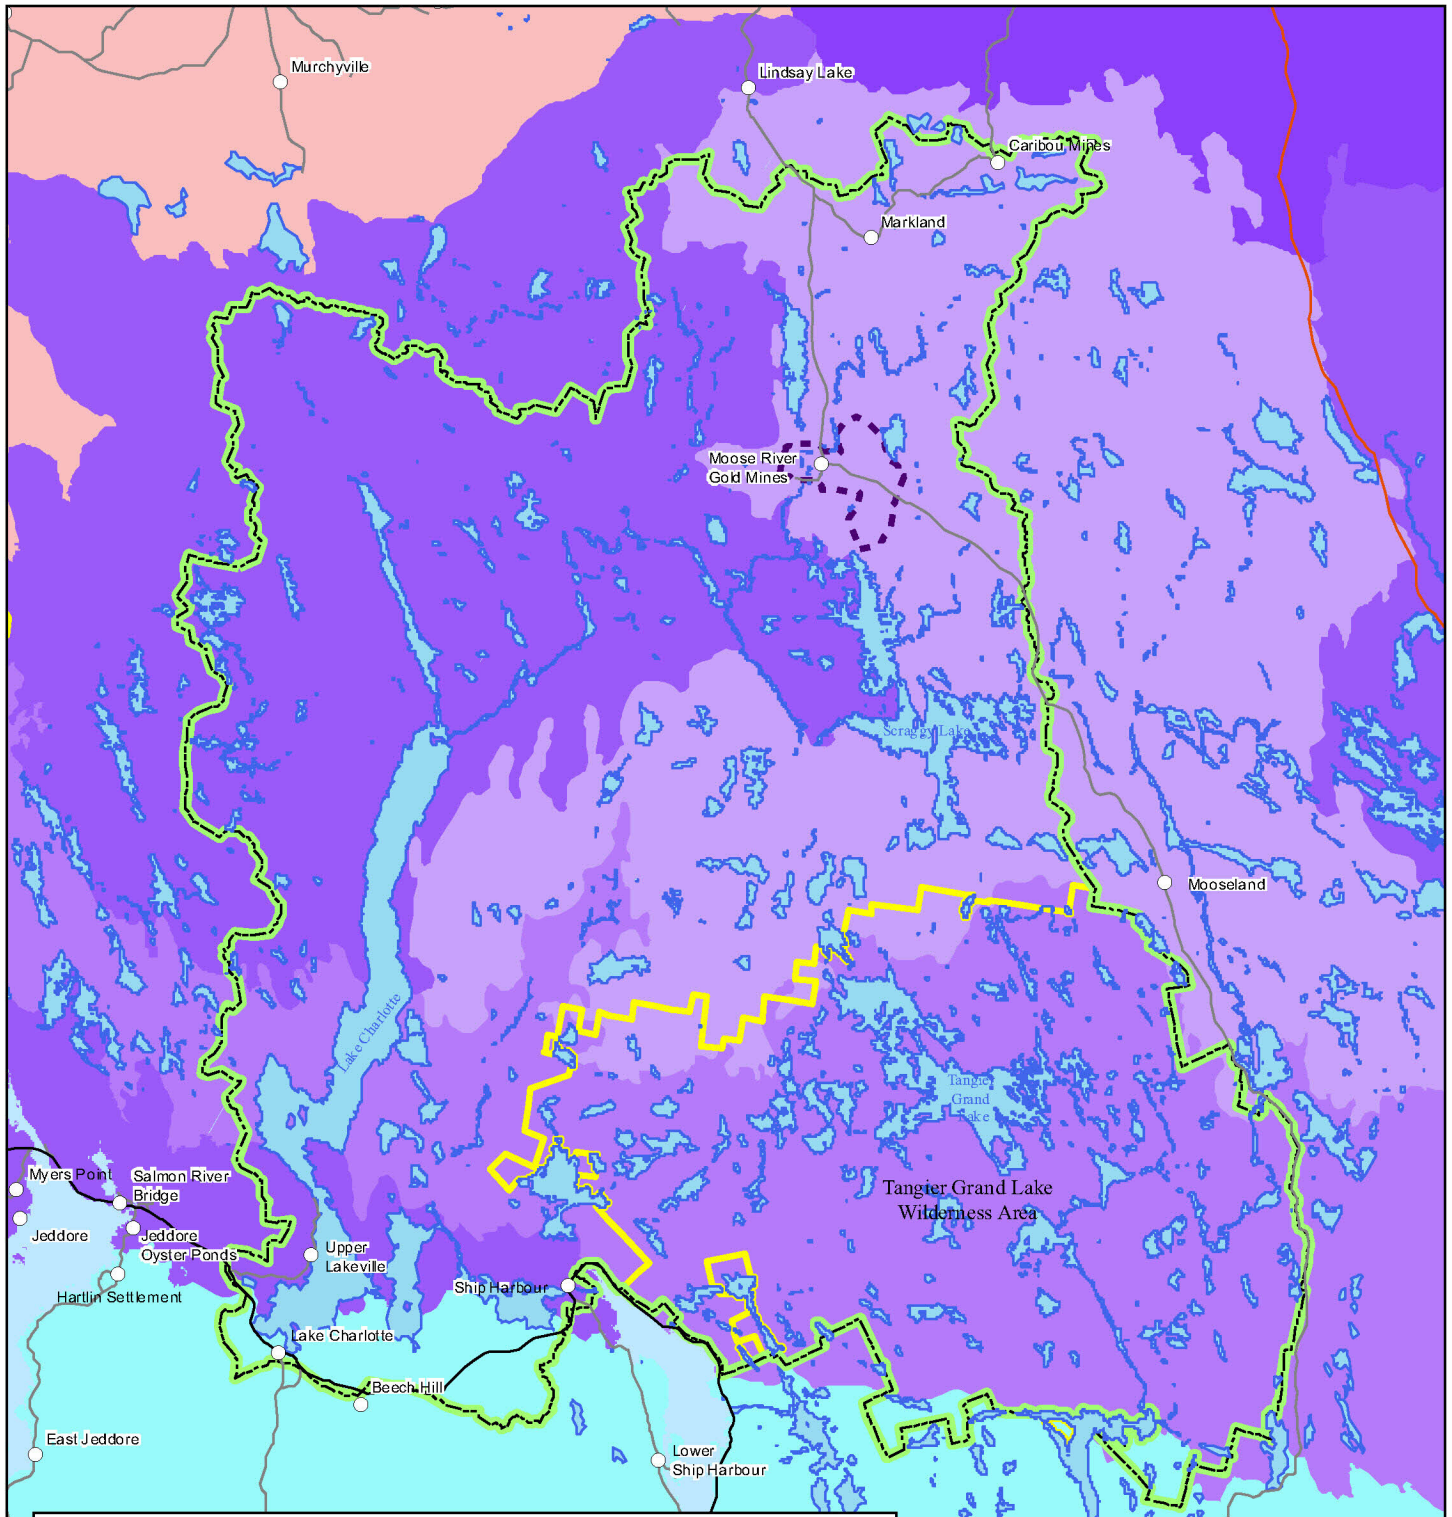 Murchyville
Lindsay Lake
Caribou Mines
Markland
Moose River
Gold Mines
Scraggy Lake
Mooseland
Lake Charlotte
Tangier
Grand
Lake
Tangier Grand Lake
Wilderness Area
Myers Point
Salmon River
Bridge
Jeddore
Jeddore
Oyster Ponds
Upper
Lakeville
Hartlin Settlement
Ship Harbour
Lake Charlotte
Beech Hill
East Jeddore
Lower
Ship Harbour